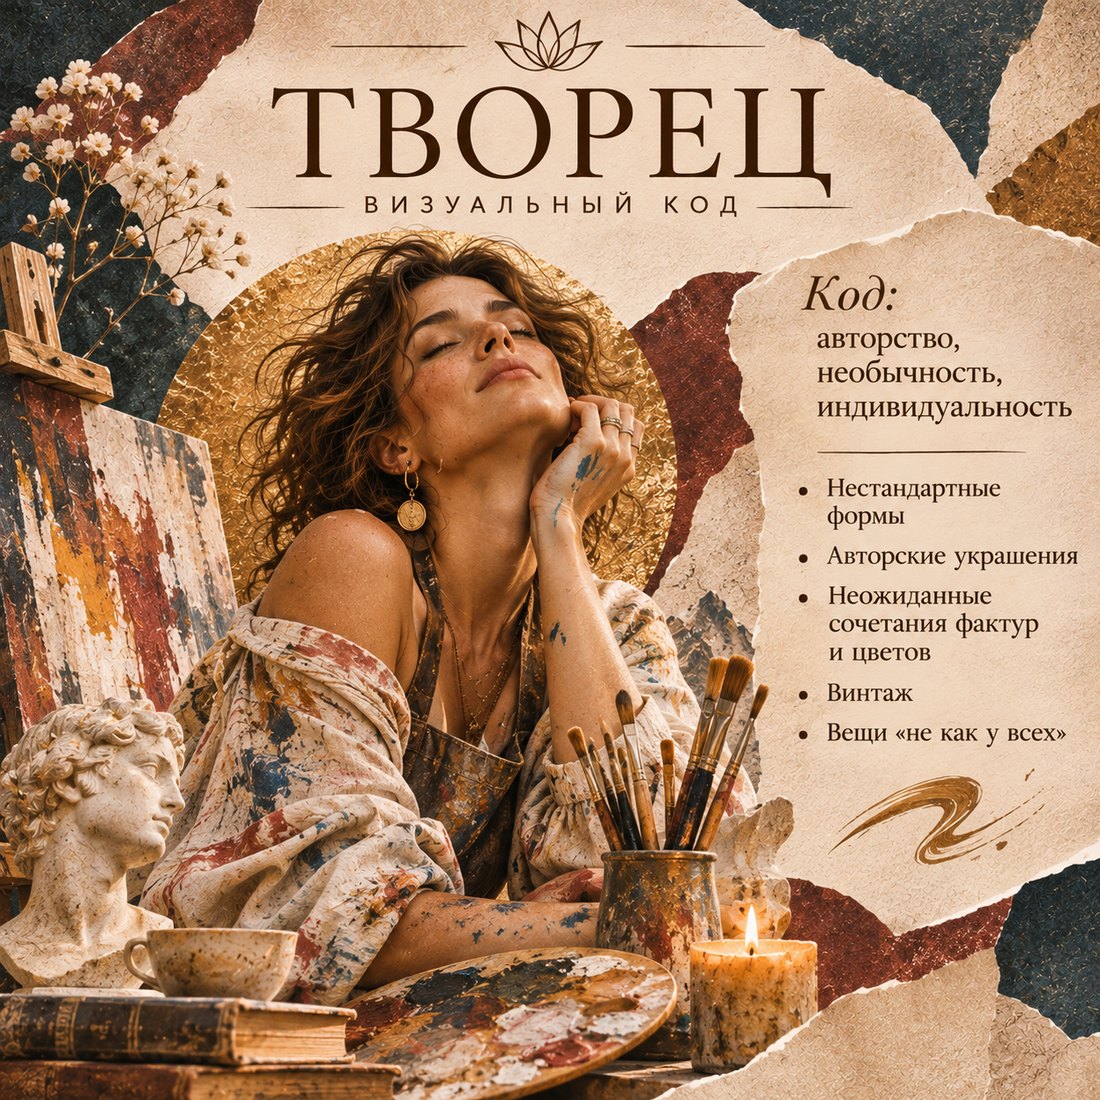 ТВОРЕЦ
ВИЗУАЛЬНЫЙ КОД
Код:
авторство,
необычность,
индивидуальность
• Нестандартные
формы
• Авторские украшения
• Неожиданные
сочетания фактур
и цветов
• Винтаж
• Вещи «не как у всех»